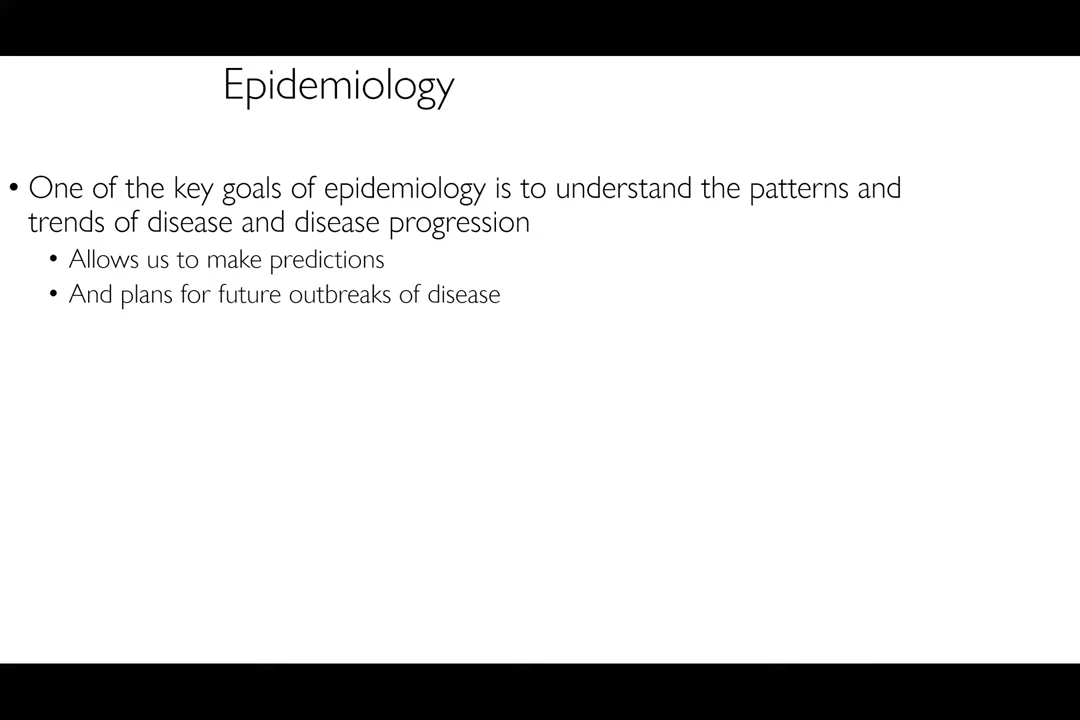 Epidemiology
• One of the key goals of epidemiology is to understand the patterns and
trends of disease and disease progression
• Allows us to make predictions
• And plans for future outbreaks of disease